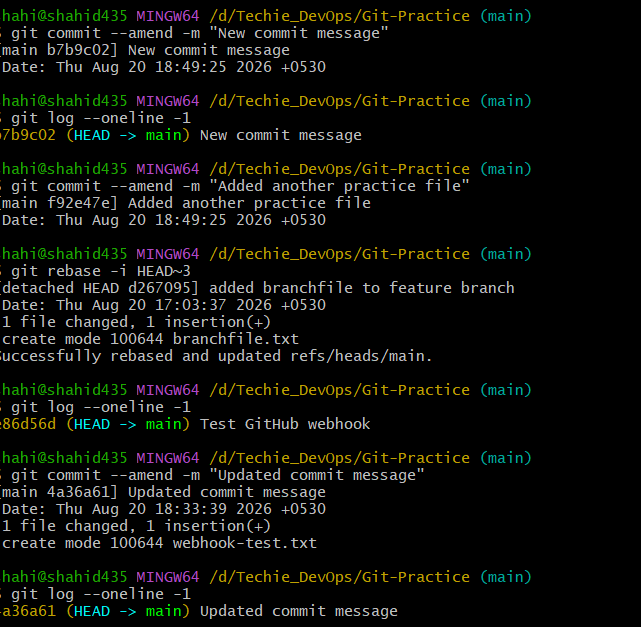 hahi@shahid435 MINGW64 /d/Techie_DevOps/Git-Practice (main)
$ git commit --amend -m "New commit message"
[main b7b9c02] New commit message
Date: Thu Aug 20 18:49:25 2026 +0530
hahi@shahid435 MINGW64 /d/Techie_DevOps/Git-Practice (main)
$ git log --oneline -1
b7b9c02 (HEAD -> main) New commit message
hahi@shahid435 MINGW64 /d/Techie_DevOps/Git-Practice (main)
$ git commit --amend -m "Added another practice file"
[main f92e47e] Added another practice file
Date: Thu Aug 20 18:49:25 2026 +0530
hahi@shahid435 MINGW64 /d/Techie_DevOps/Git-Practice (main)
$ git rebase -i HEAD~3
[detached HEAD d267095] added branchfile to feature branch
Date: Thu Aug 20 17:03:37 2026 +0530
1 file changed, 1 insertion(+)
create mode 100644 branchfile.txt
Successfully rebased and updated refs/heads/main.
hahi@shahid435 MINGW64 /d/Techie_DevOps/Git-Practice (main)
$ git log --oneline -1
e86d56d (HEAD -> main) Test GitHub webhook
hahi@shahid435 MINGW64 /d/Techie_DevOps/Git-Practice (main)
$ git commit --amend -m "Updated commit message"
[main 4a36a61] Updated commit message
Date: Thu Aug 20 18:33:39 2026 +0530
1 file changed, 1 insertion(+)
create mode 100644 webhook-test.txt
hahi@shahid435 MINGW64 /d/Techie_DevOps/Git-Practice (main)
$ git log --oneline -1
4a36a61 (HEAD -> main) Updated commit message